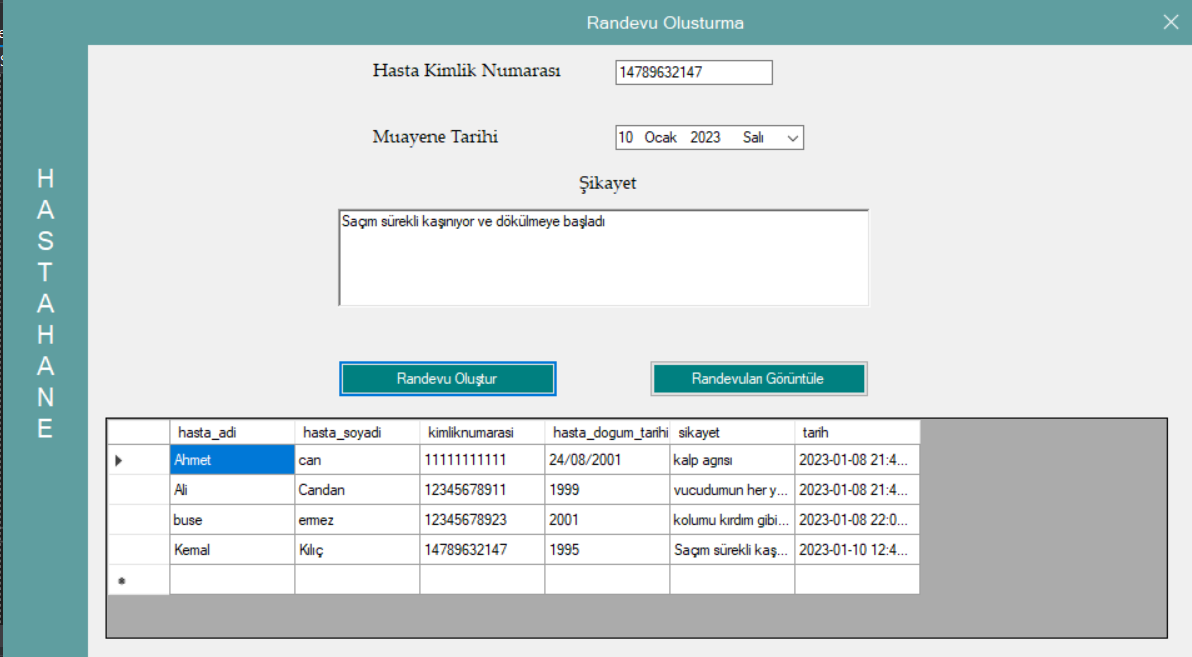 Randevu Olusturma
HASTAHANE
Hasta Kimlik Numarası 14789632147
Muayene Tarihi 10 Ocak 2023 Salı
Şikayet
Saçım sürekli kaşınıyor ve dökülmeye başladı
Randevu Oluştur Randevuları Görüntüle
hasta_adi hasta_soyadi kimliknumarasi hasta_dogum_tarihi sikayet tarih
Ahmet can 11111111111 24/08/2001 kalp agrısı 2023-01-08 21:4...
Ali Candan 12345678911 1999 vucudumun her y... 2023-01-08 21:4...
buse ermez 12345678923 2001 kolumu kırdım gibi... 2023-01-08 22:0...
Kemal Kılıç 14789632147 1995 Saçım sürekli kaş... 2023-01-10 12:4...